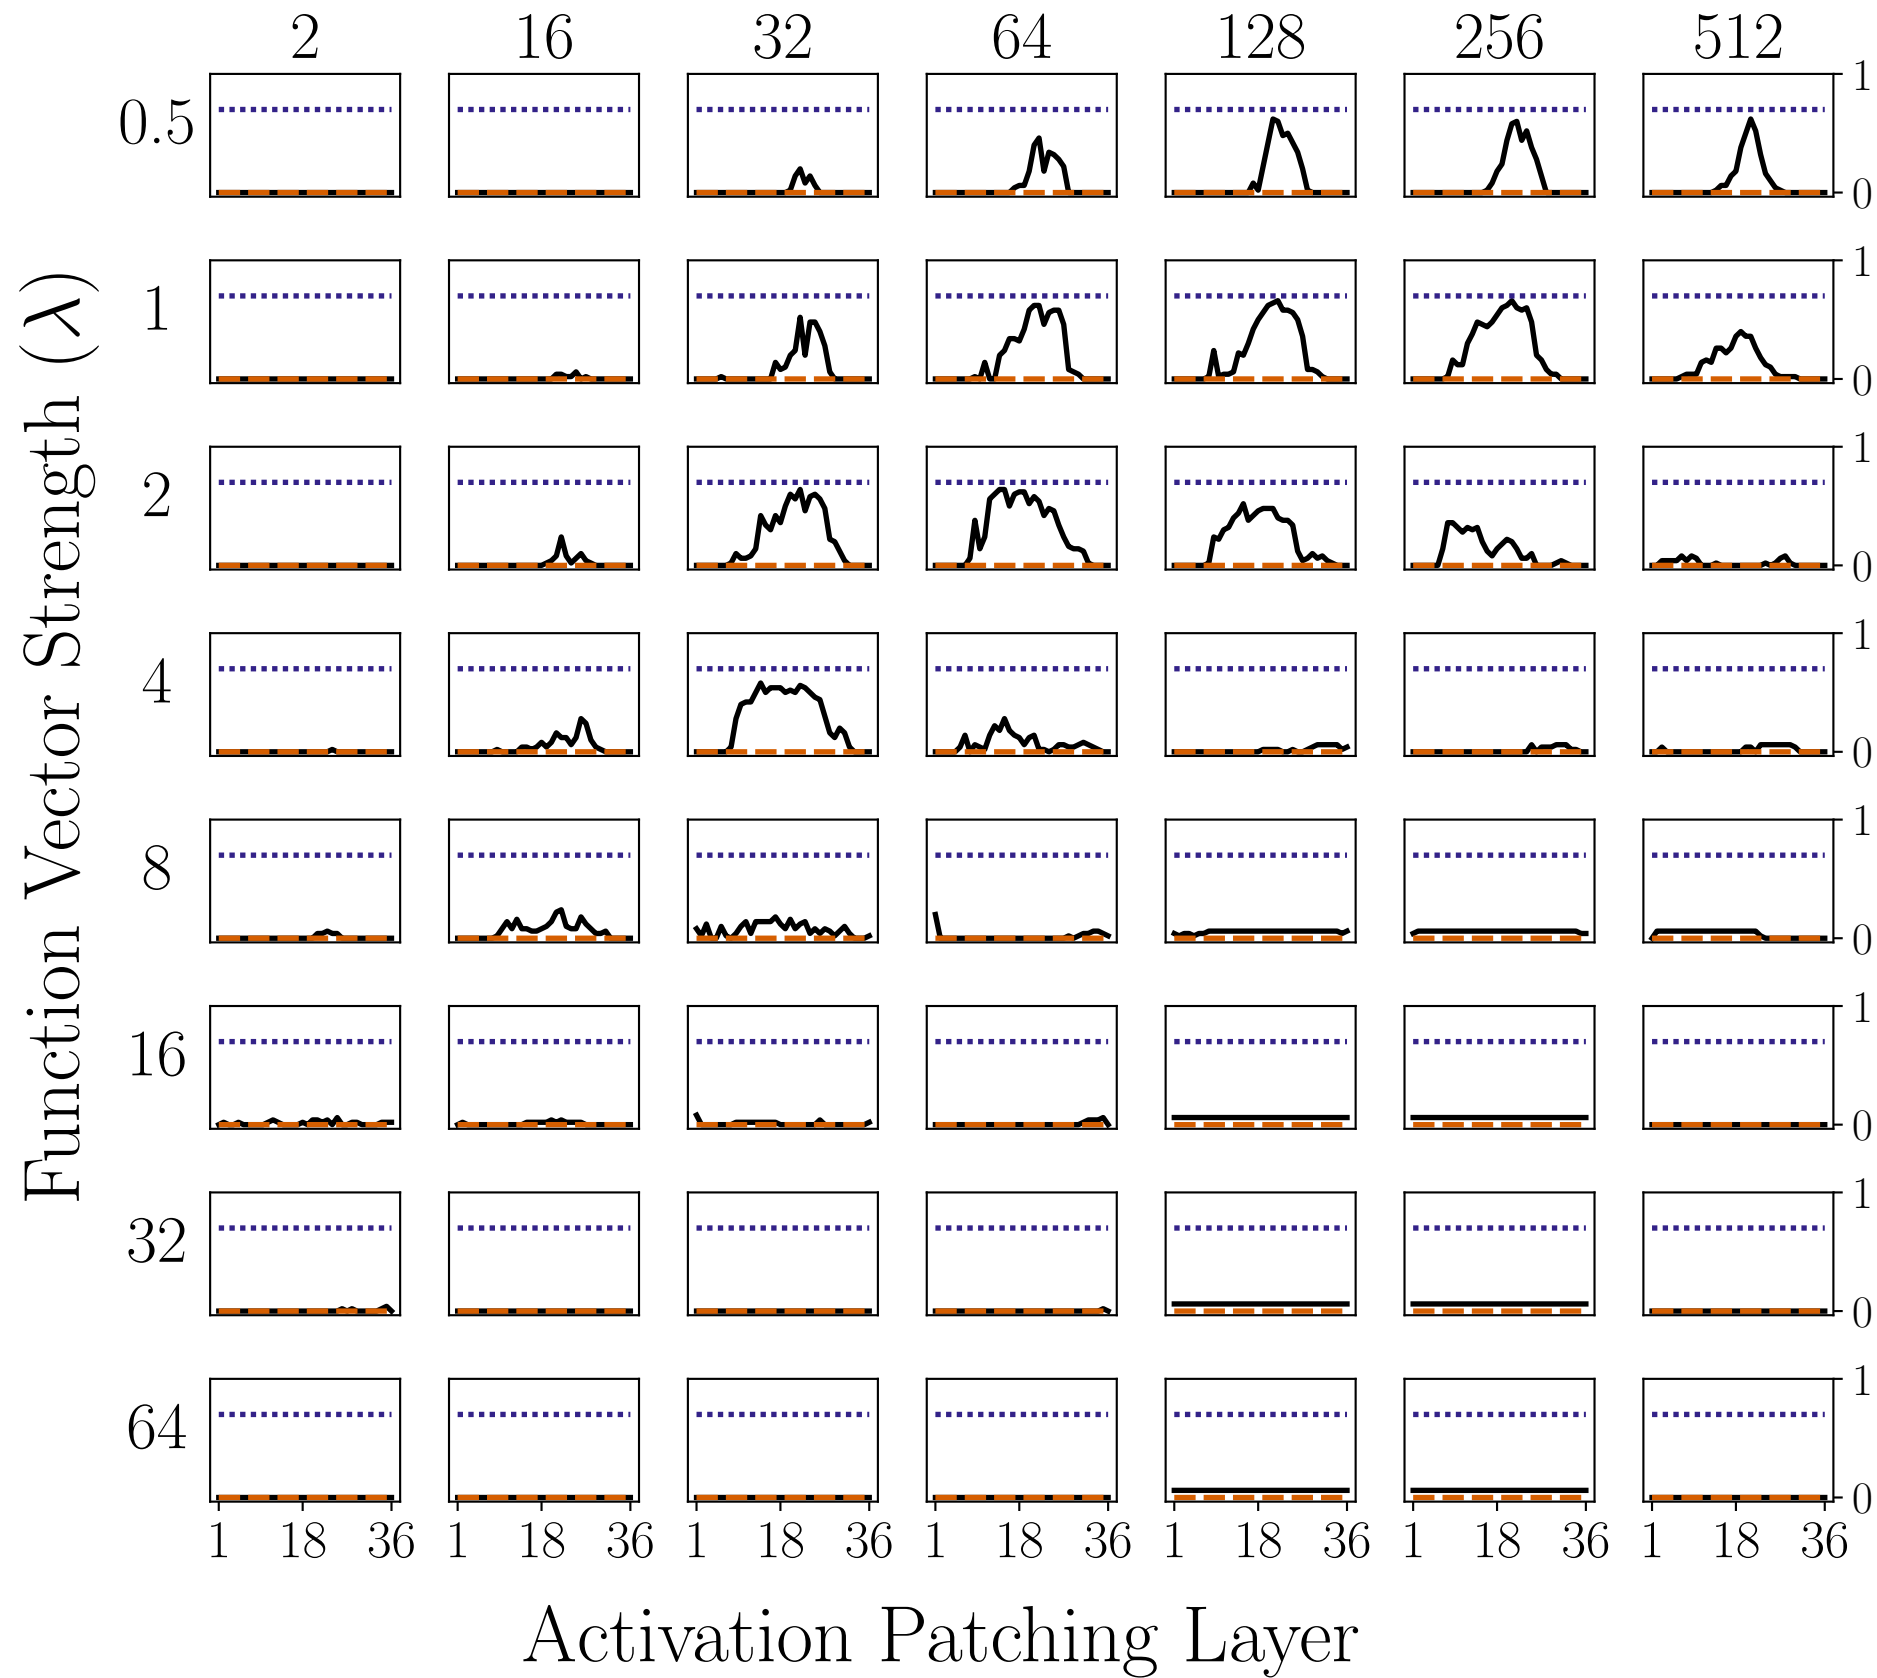 2 16 32 64 128 256 512
Function Vector Strength (λ)
0.5 1 0
1 1 0
2 1 0
4 1 0
8 1 0
16 1 0
32 1 0
64 1 0
1 18 36 1 18 36 1 18 36 1 18 36 1 18 36 1 18 36 1 18 36
Activation Patching Layer